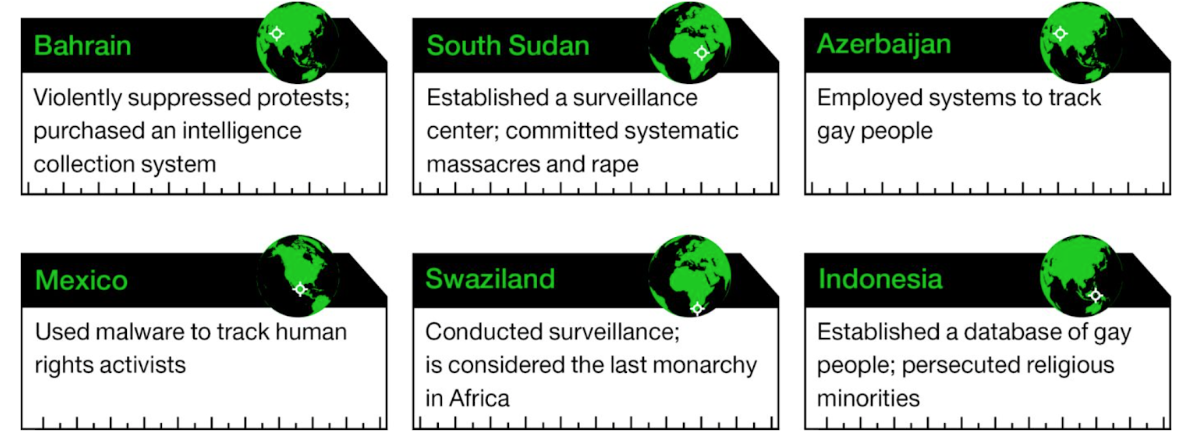 Bahrain
Violently suppressed protests;
purchased an intelligence
collection system
South Sudan
Established a surveillance
center; committed systematic
massacres and rape
Azerbaijan
Employed systems to track
gay people
Mexico
Used malware to track human
rights activists
Swaziland
Conducted surveillance;
is considered the last monarchy
in Africa
Indonesia
Established a database of gay
people; persecuted religious
minorities